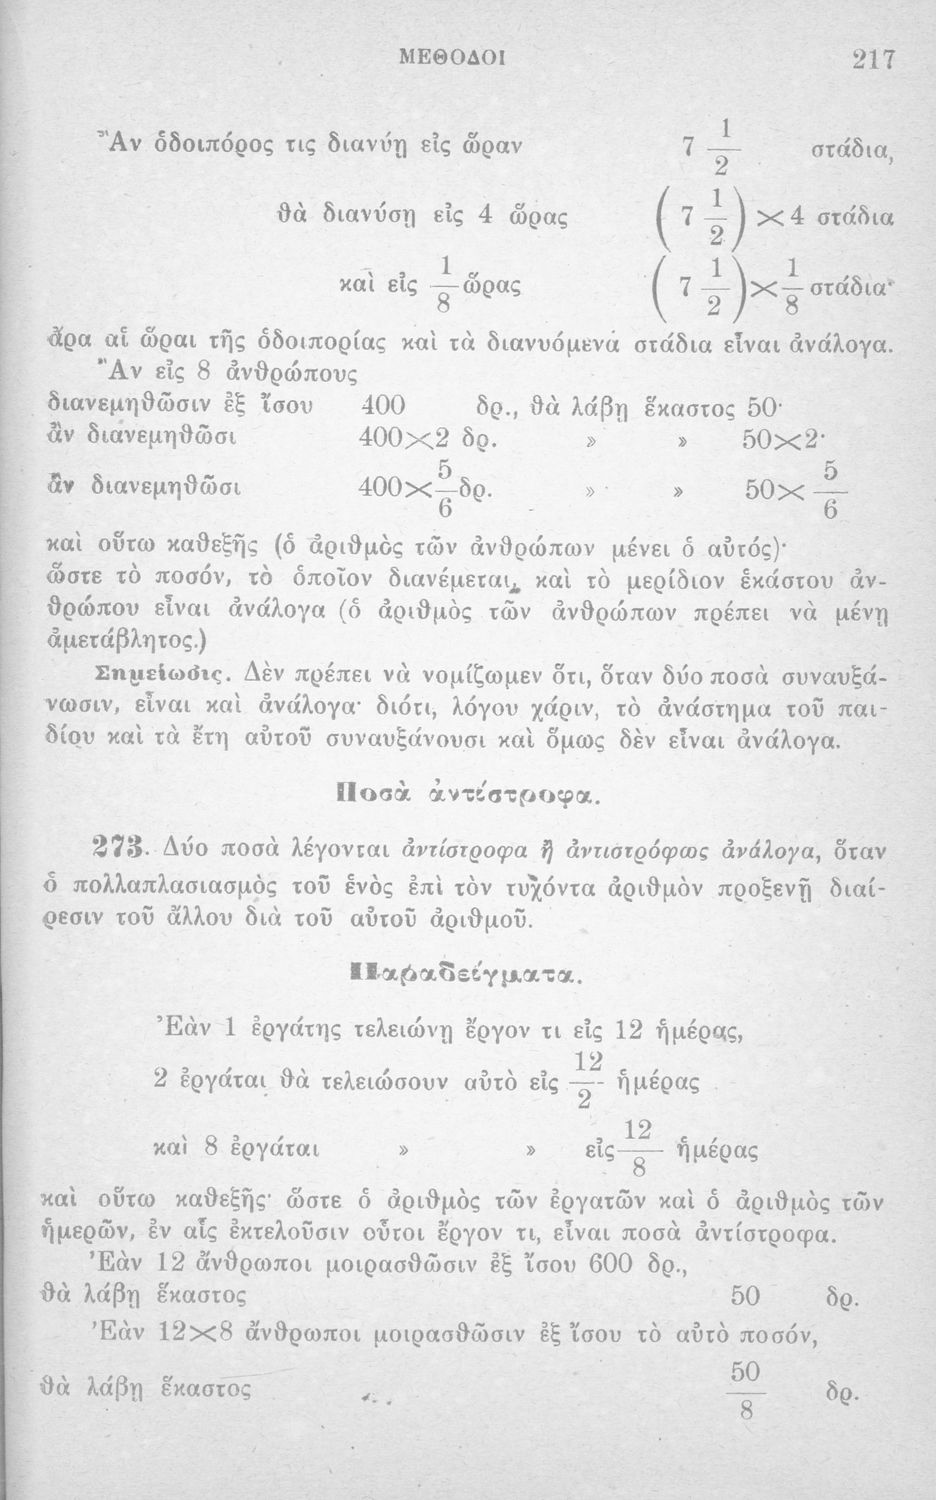 ΜΕΘΟΔΟΙ 217
Ἂν ὁδοιπόρος τις διανύῃ εἰς ὥραν 7 1/2 στάδια,
θὰ διανύσῃ εἰς 4 ὥρας (7 1/2)×4 στάδια
καὶ εἰς 1/8 ὥρας (7 1/2)×1/8 στάδια·
ἄρα αἱ ὧραι τῆς ὁδοιπορίας καὶ τὰ διανυόμενα στάδια εἶναι ἀνάλογα.
Ἂν εἰς 8 ἀνθρώπους
διανεμηθῶσιν ἐξ ἴσου 400 δρ., θὰ λάβῃ ἕκαστος 50·
ἂν διανεμηθῶσι 400×2 δρ. » » 50×2·
ἂν διανεμηθῶσι 400×5/6 δρ. » » 50×5/6
καὶ οὕτω καθεξῆς (ὁ ἀριθμὸς τῶν ἀνθρώπων μένει ὁ αὐτός)·
ὥστε τὸ ποσόν, τὸ ὁποῖον διανέμεται, καὶ τὸ μερίδιον ἑκάστου ἀν-
θρώπου εἶναι ἀνάλογα (ὁ ἀριθμὸς τῶν ἀνθρώπων πρέπει νὰ μένῃ
ἀμετάβλητος.)
Σημείωσις. Δὲν πρέπει νὰ νομίζωμεν ὅτι, ὅταν δύο ποσὰ συναυξά-
νωσιν, εἶναι καὶ ἀνάλογα· διότι, λόγου χάριν, τὸ ἀνάστημα τοῦ παι-
δίου καὶ τὰ ἔτη αὐτοῦ συναυξάνουσι καὶ ὅμως δὲν εἶναι ἀνάλογα.
Ποσὰ ἀντίστροφα.
273. Δύο ποσὰ λέγονται ἀντίστροφα ἢ ἀντιστρόφως ἀνάλογα, ὅταν
ὁ πολλαπλασιασμὸς τοῦ ἑνὸς ἐπὶ τὸν τυχόντα ἀριθμὸν προξενῇ διαί-
ρεσιν τοῦ ἄλλου διὰ τοῦ αὐτοῦ ἀριθμοῦ.
Παραδείγματα.
Ἐὰν 1 ἐργάτης τελειώνῃ ἔργον τι εἰς 12 ἡμέρας,
2 ἐργάται θὰ τελειώσουν αὐτὸ εἰς 12/2 ἡμέρας
καὶ 8 ἐργάται » » εἰς 12/8 ἡμέρας
καὶ οὕτω καθεξῆς· ὥστε ὁ ἀριθμὸς τῶν ἐργατῶν καὶ ὁ ἀριθμὸς τῶν
ἡμερῶν, ἐν αἷς ἐκτελοῦσιν οὗτοι ἔργον τι, εἶναι ποσὰ ἀντίστροφα.
Ἐὰν 12 ἄνθρωποι μοιρασθῶσιν ἐξ ἴσου 600 δρ.,
θὰ λάβῃ ἕκαστος 50 δρ.
Ἐὰν 12×8 ἄνθρωποι μοιρασθῶσιν ἐξ ἴσου τὸ αὐτὸ ποσόν,
θὰ λάβῃ ἕκαστος 50/8 δρ.